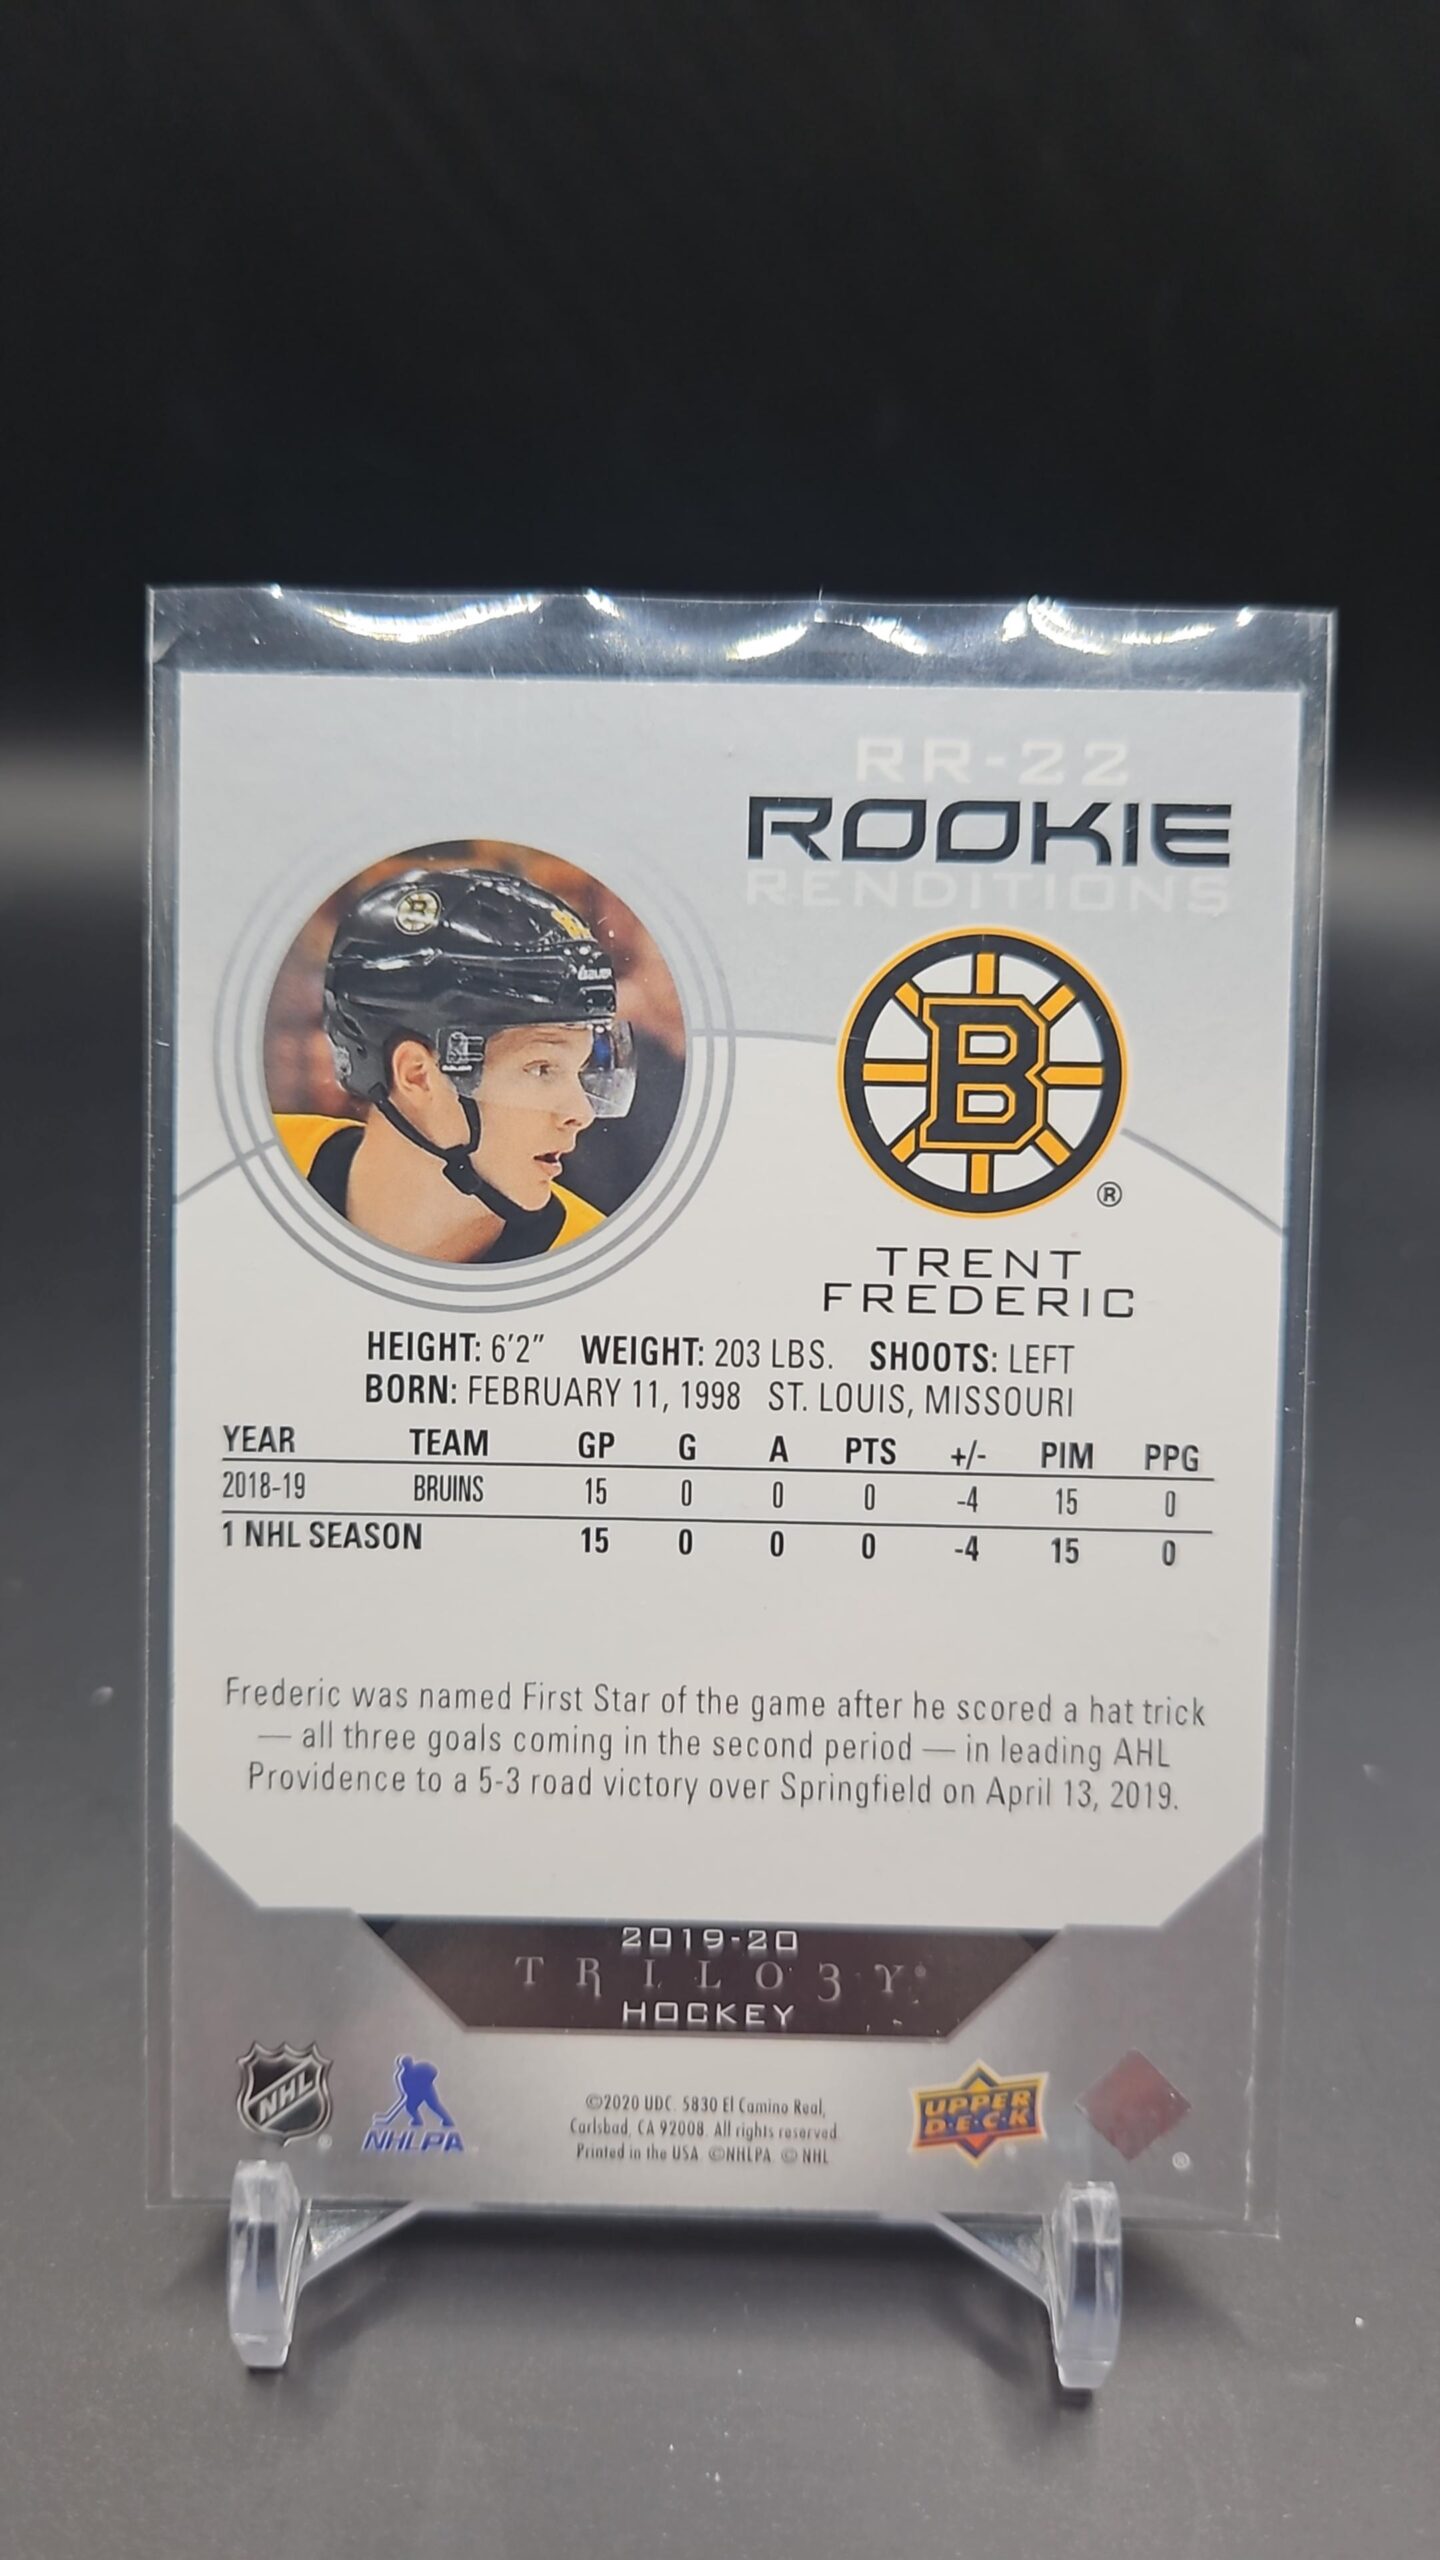 RR-22
ROOKIE
RENDITIONS
B
BAUER
B
®
TRENT
FREDERIC
HEIGHT: 6'2" WEIGHT: 203 LBS. SHOOTS: LEFT
BORN: FEBRUARY 11, 1998 ST. LOUIS, MISSOURI
YEAR TEAM GP G A PTS +/- PIM PPG
2018-19 BRUINS 15 0 0 0 -4 15 0
1 NHL SEASON 15 0 0 0 -4 15 0
Frederic was named First Star of the game after he scored a hat trick
— all three goals coming in the second period — in leading AHL
Providence to a 5-3 road victory over Springfield on April 13, 2019.
2019-20
TRILO3Y®
HOCKEY
NHL ®
NHLPA
©2020 UDC. 5830 El Camino Real,
Carlsbad, CA 92008. All rights reserved.
Printed in the USA ©NHLPA © NHL
UPPER
D·E·C·K
®